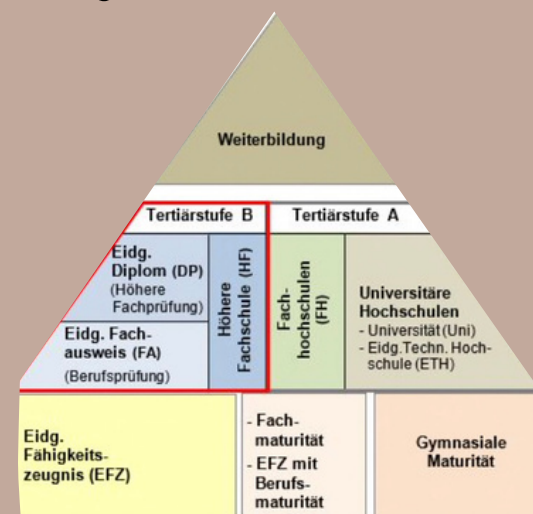 Weiterbildung
Tertiärstufe B
Tertiärstufe A
Eidg.
Diplom (DP)
(Höhere
Fachprüfung)
Eidg. Fach-
ausweis (FA)
(Berufsprüfung)
Höhere
Fachschule (HF)
Fach-
hochschulen
(FH)
Universitäre
Hochschulen
- Universität (Uni)
- Eidg.Techn. Hoch-
schule (ETH)
Eidg.
Fähigkeits-
zeugnis (EFZ)
- Fach-
maturität
- EFZ mit
Berufs-
maturität
Gymnasiale
Maturität